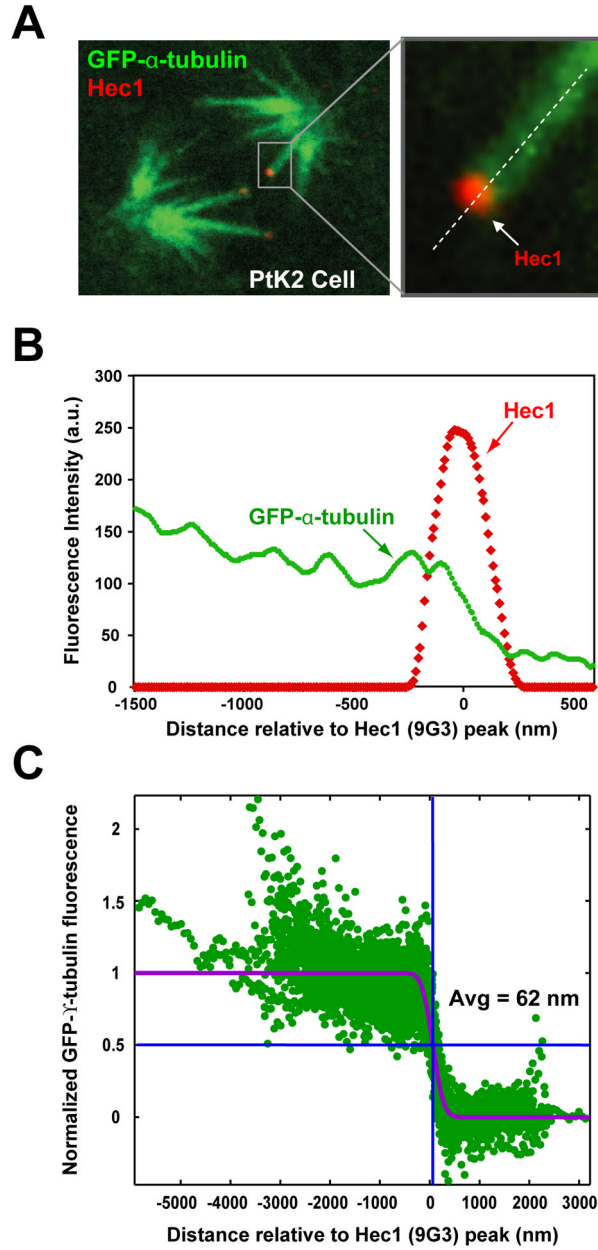 A
GFP-α-tubulin
Hec1
PtK2 Cell
Hec1
B
Fluorescence Intensity (a.u.)
300
250
200
150
100
50
0
Hec1
GFP-α-tubulin
-1500 -1000 -500 0 500
Distance relative to Hec1 (9G3) peak (nm)
C
Normalized GFP-ϒ-tubulin fluorescence
2
1.5
1
0.5
0
Avg = 62 nm
-5000 -4000 -3000 -2000 -1000 0 1000 2000 3000
Distance relative to Hec1 (9G3) peak (nm)